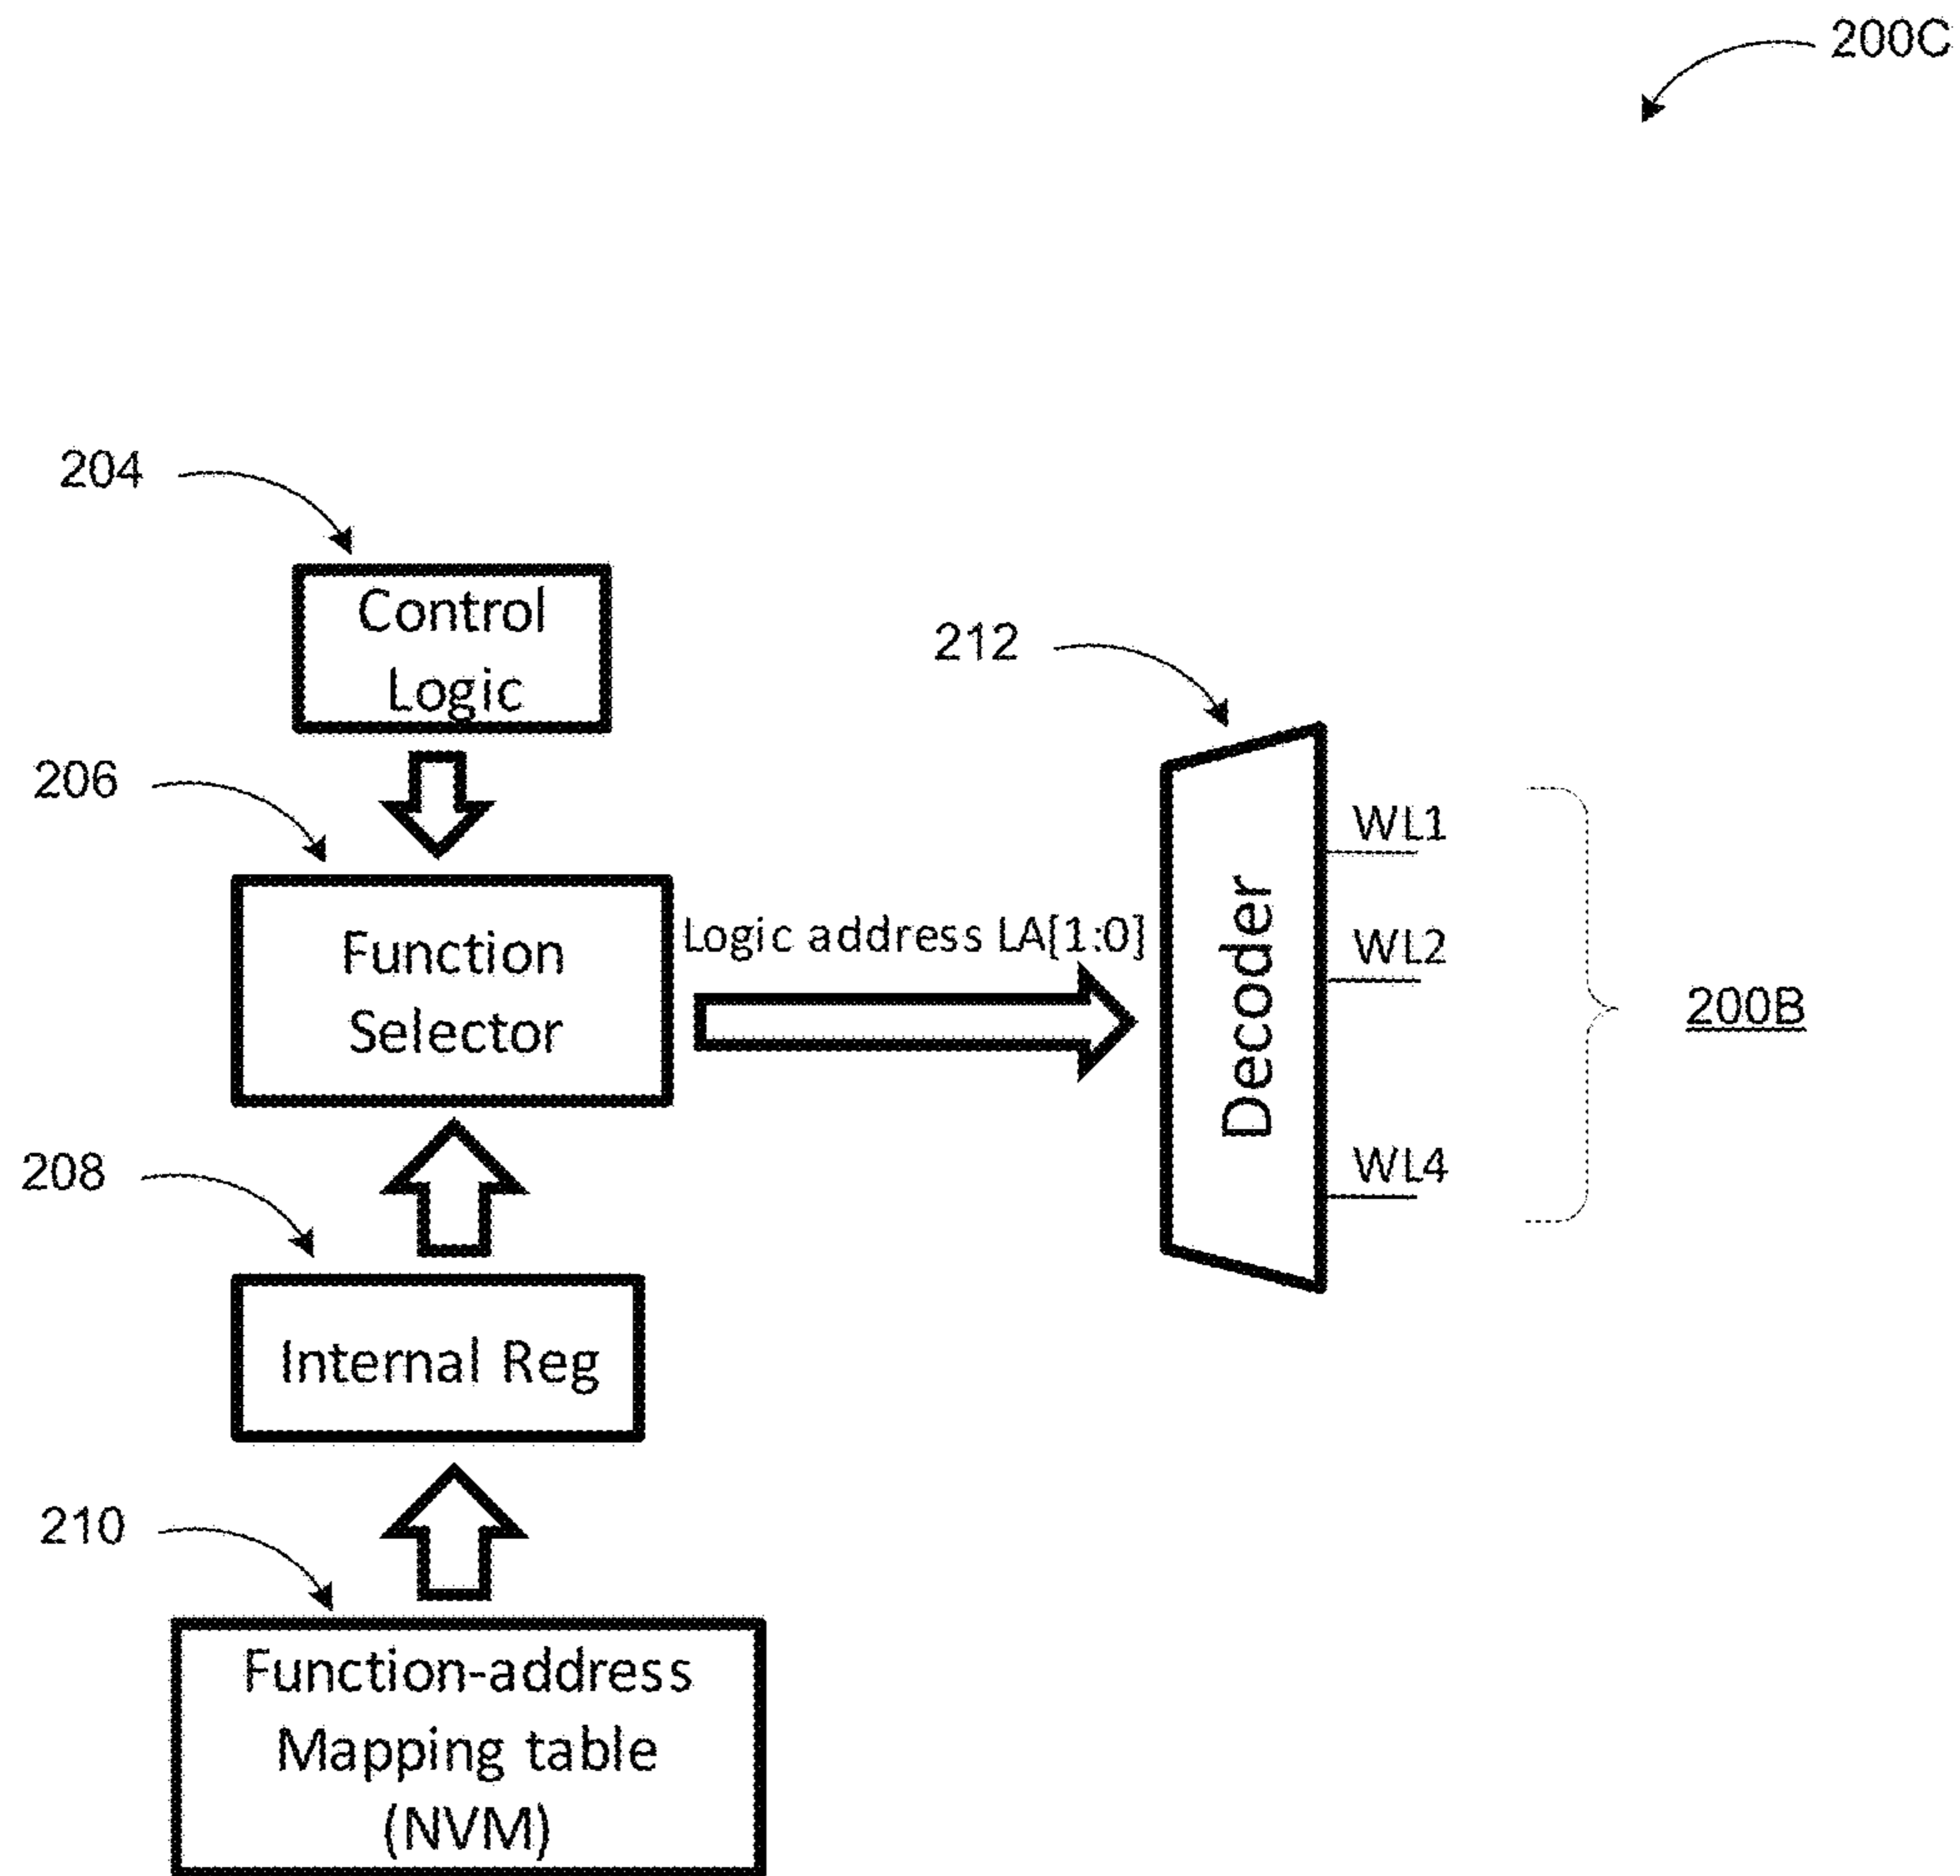 200C
204
Control
Logic
212
206
WL1
Function
Selector
Logic address LA[1:0]
Decoder
WL2
200B
208
WL4
Internal Reg
210
Function-address
Mapping table
(NVM)